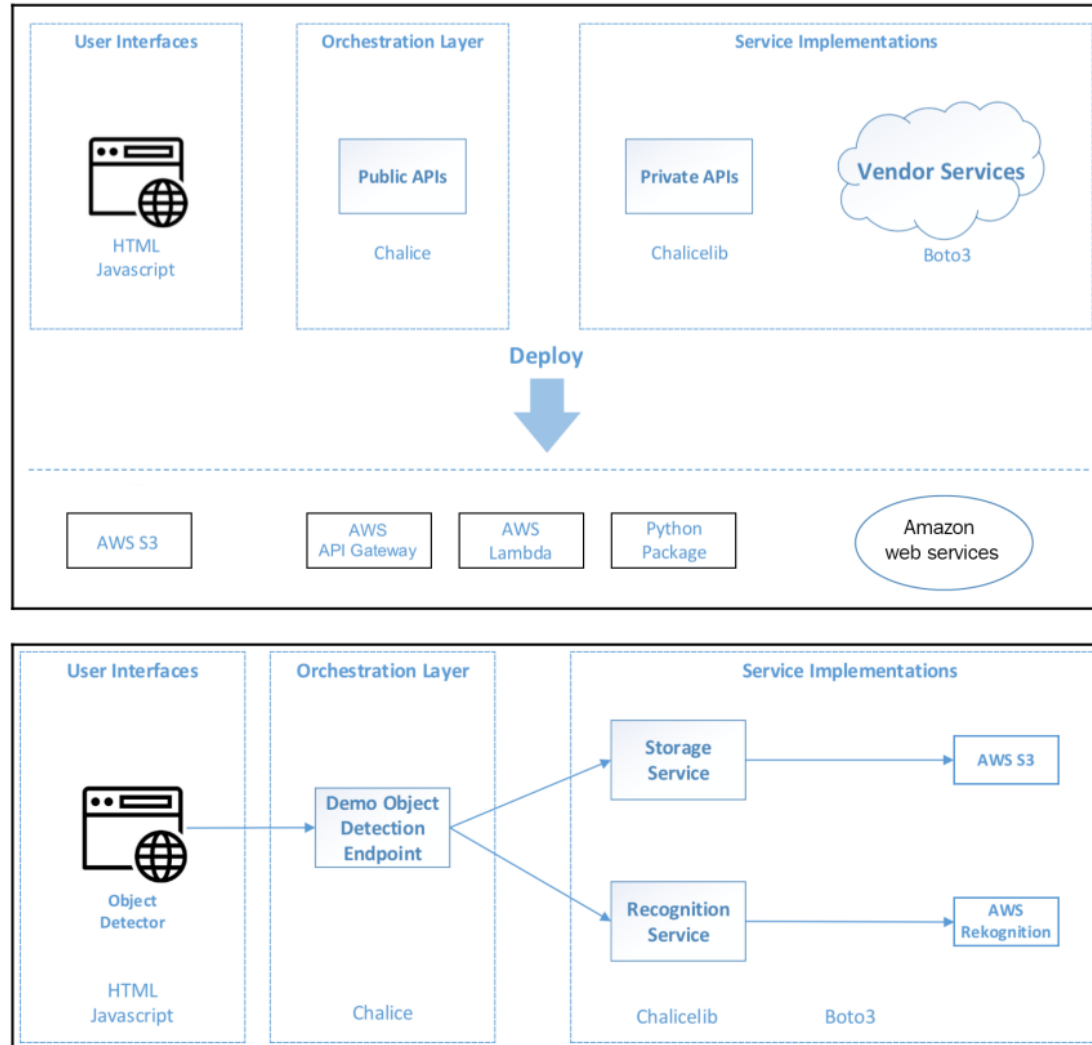 User Interfaces
Orchestration Layer
Service Implementations
Public APIs
Private APIs
Vendor Services
HTML
Javascript
Chalice
Chalicelib
Boto3
Deploy
AWS S3
AWS
API Gateway
AWS
Lambda
Python
Package
Amazon
web services
User Interfaces
Orchestration Layer
Service Implementations
Storage
Service
AWS S3
Demo Object
Detection
Endpoint
Object
Detector
Recognition
Service
AWS
Rekognition
HTML
Javascript
Chalice
Chalicelib
Boto3